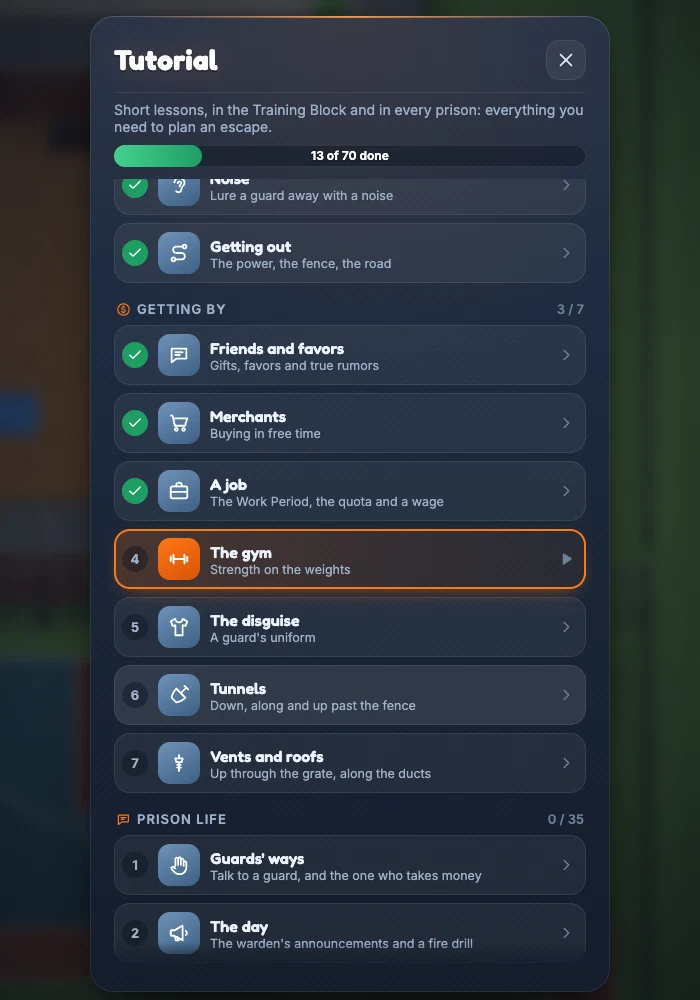 Tutorial
Short lessons, in the Training Block and in every prison: everything you
need to plan an escape.
13 of 70 done
Noise
Lure a guard away with a noise
Getting out
The power, the fence, the road
GETTING BY
3 / 7
Friends and favors
Gifts, favors and true rumors
Merchants
Buying in free time
A job
The Work Period, the quota and a wage
4
The gym
Strength on the weights
5
The disguise
A guard's uniform
6
Tunnels
Down, along and up past the fence
7
Vents and roofs
Up through the grate, along the ducts
PRISON LIFE
0 / 35
1
Guards' ways
Talk to a guard, and the one who takes money
2
The day
The warden's announcements and a fire drill